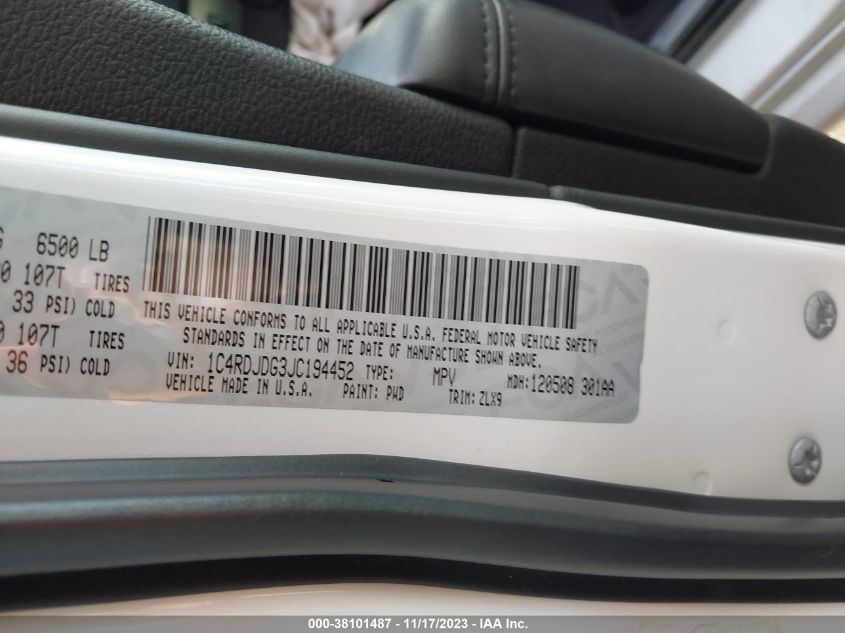 6500 LB
107T TIRES
33 PSI) COLD
107T TIRES
36 PSI) COLD
THIS VEHICLE CONFORMS TO ALL APPLICABLE U.S.A. FEDERAL MOTOR VEHICLE SAFETY
STANDARDS IN EFFECT ON THE DATE OF MANUFACTURE SHOWN ABOVE.
VIN: 1C4RDJDG3JC194452 TYPE: MPV MDH: 120508 301AA
VEHICLE MADE IN U.S.A. PAINT: PWD TRIM: ZLX9
000-38101487 - 11/17/2023 - IAA Inc.